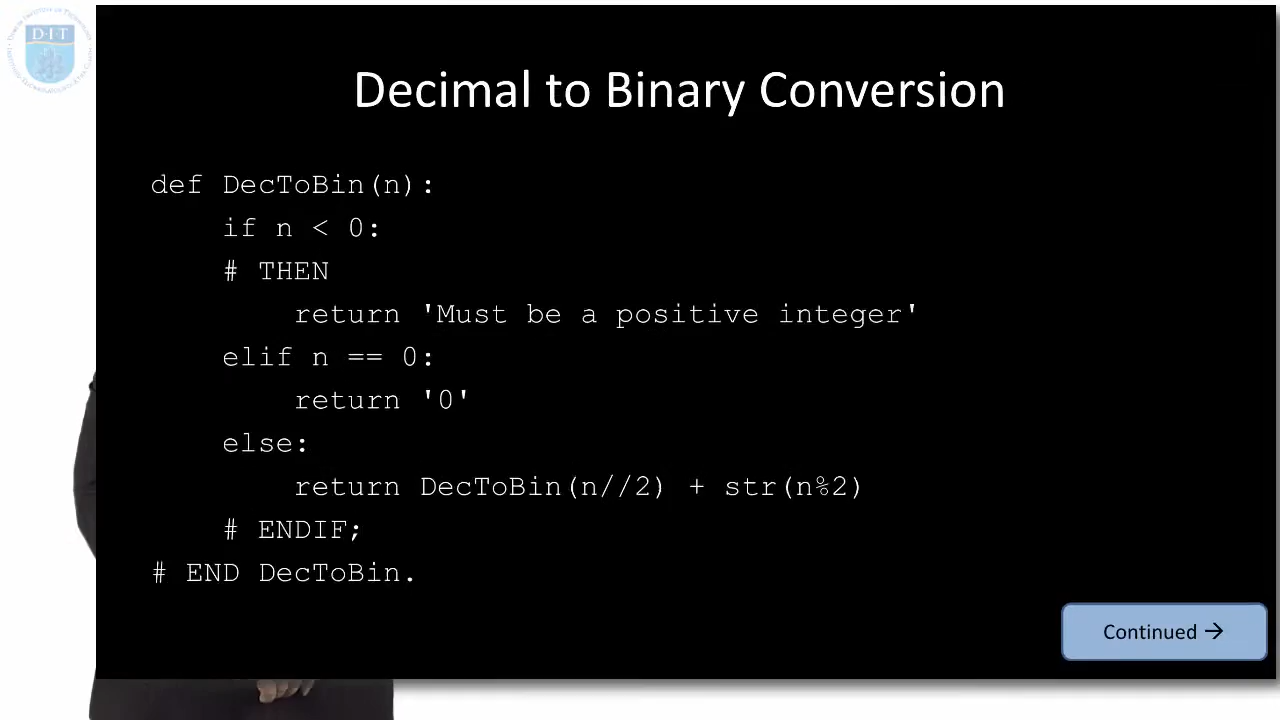 D·I·T
Decimal to Binary Conversion
def DecToBin(n):
    if n < 0:
    # THEN
        return 'Must be a positive integer'
    elif n == 0:
        return '0'
    else:
        return DecToBin(n//2) + str(n%2)
    # ENDIF;
# END DecToBin.
Continued →